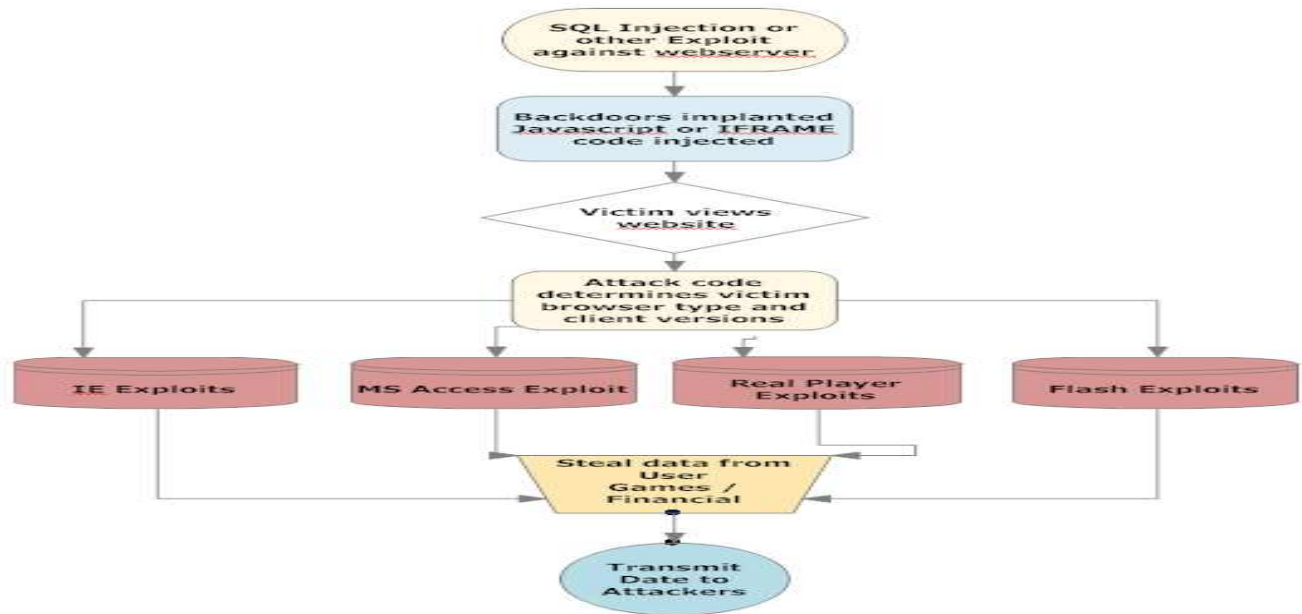 SQL Injection or
other Exploit
against webserver
Backdoors implanted
Javascript or IFRAME
code injected
Victim views
website
Attack code
determines victim
browser type and
client versions
IE Exploits
MS Access Exploit
Real Player
Exploits
Flash Exploits
Steal data from
User
Games /
Financial
Transmit
Date to
Attackers